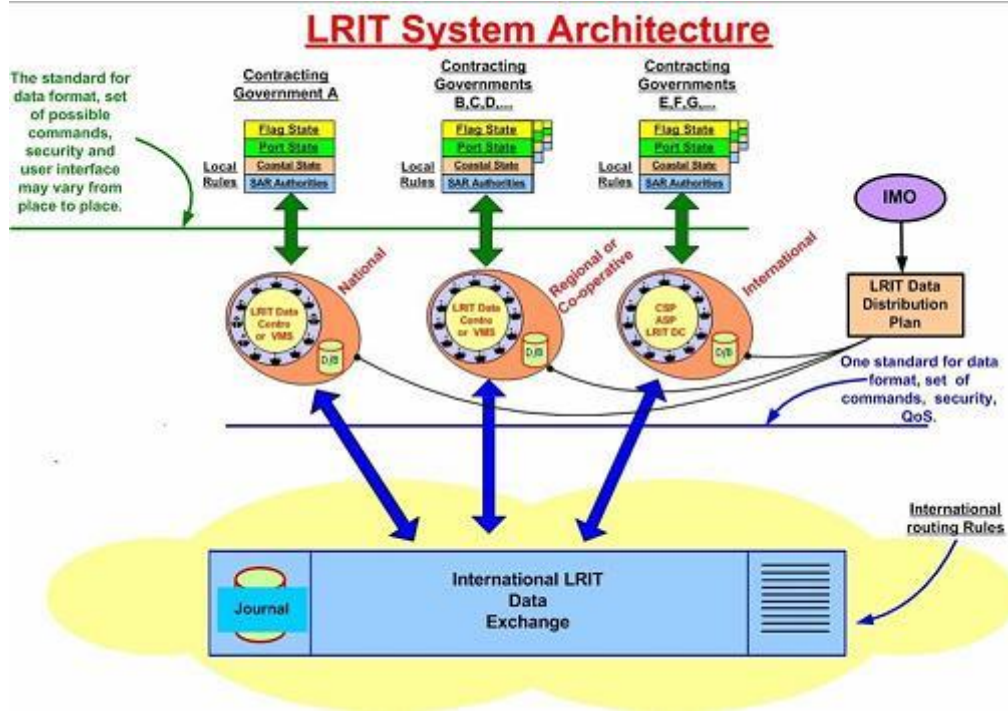 LRIT System Architecture
The standard for
data format, set
of possible
commands,
security and
user interface
may vary from
place to place.
Contracting
Government A
Flag State
Port State
Coastal State
SAR Authorities
Local
Rules
Contracting
Governments
B,C,D,...
Flag State
Port State
Coastal State
SAR Authorities
Local
Rules
Contracting
Governments
E,F,G,...
Flag State
Port State
Coastal State
SAR Authorities
Local
Rules
IMO
LRIT Data
Distribution
Plan
National
LRIT Data
Centre
or VMS
D/B
Regional or
Co-operative
LRIT Data
Centre
or VMS
D/B
International
CSP
ASP
LRIT DC
D/B
One standard for data
format, set of
commands, security,
QoS.
International
routing Rules
Journal
International LRIT
Data
Exchange